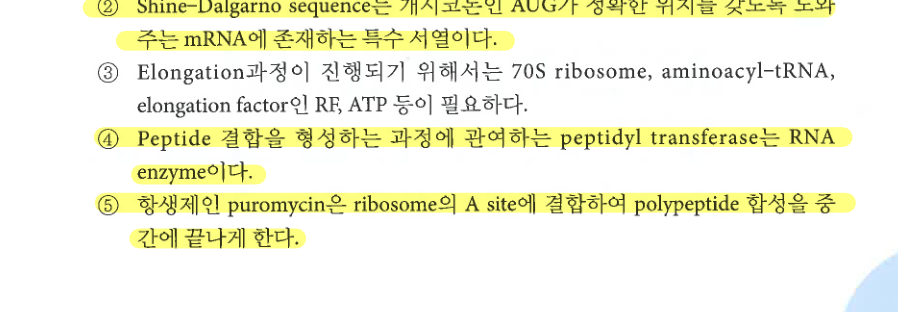 ② Shine-Dalgarno sequence는 개시코돈인 AUG가 정확한 위치를 갖도록 도와
주는 mRNA에 존재하는 특수 서열이다.
③ Elongation과정이 진행되기 위해서는 70S ribosome, aminoacyl-tRNA,
elongation factor인 RF, ATP 등이 필요하다.
④ Peptide 결합을 형성하는 과정에 관여하는 peptidyl transferase는 RNA
enzyme이다.
⑤ 항생제인 puromycin은 ribosome의 A site에 결합하여 polypeptide 합성을 중
간에 끝나게 한다.